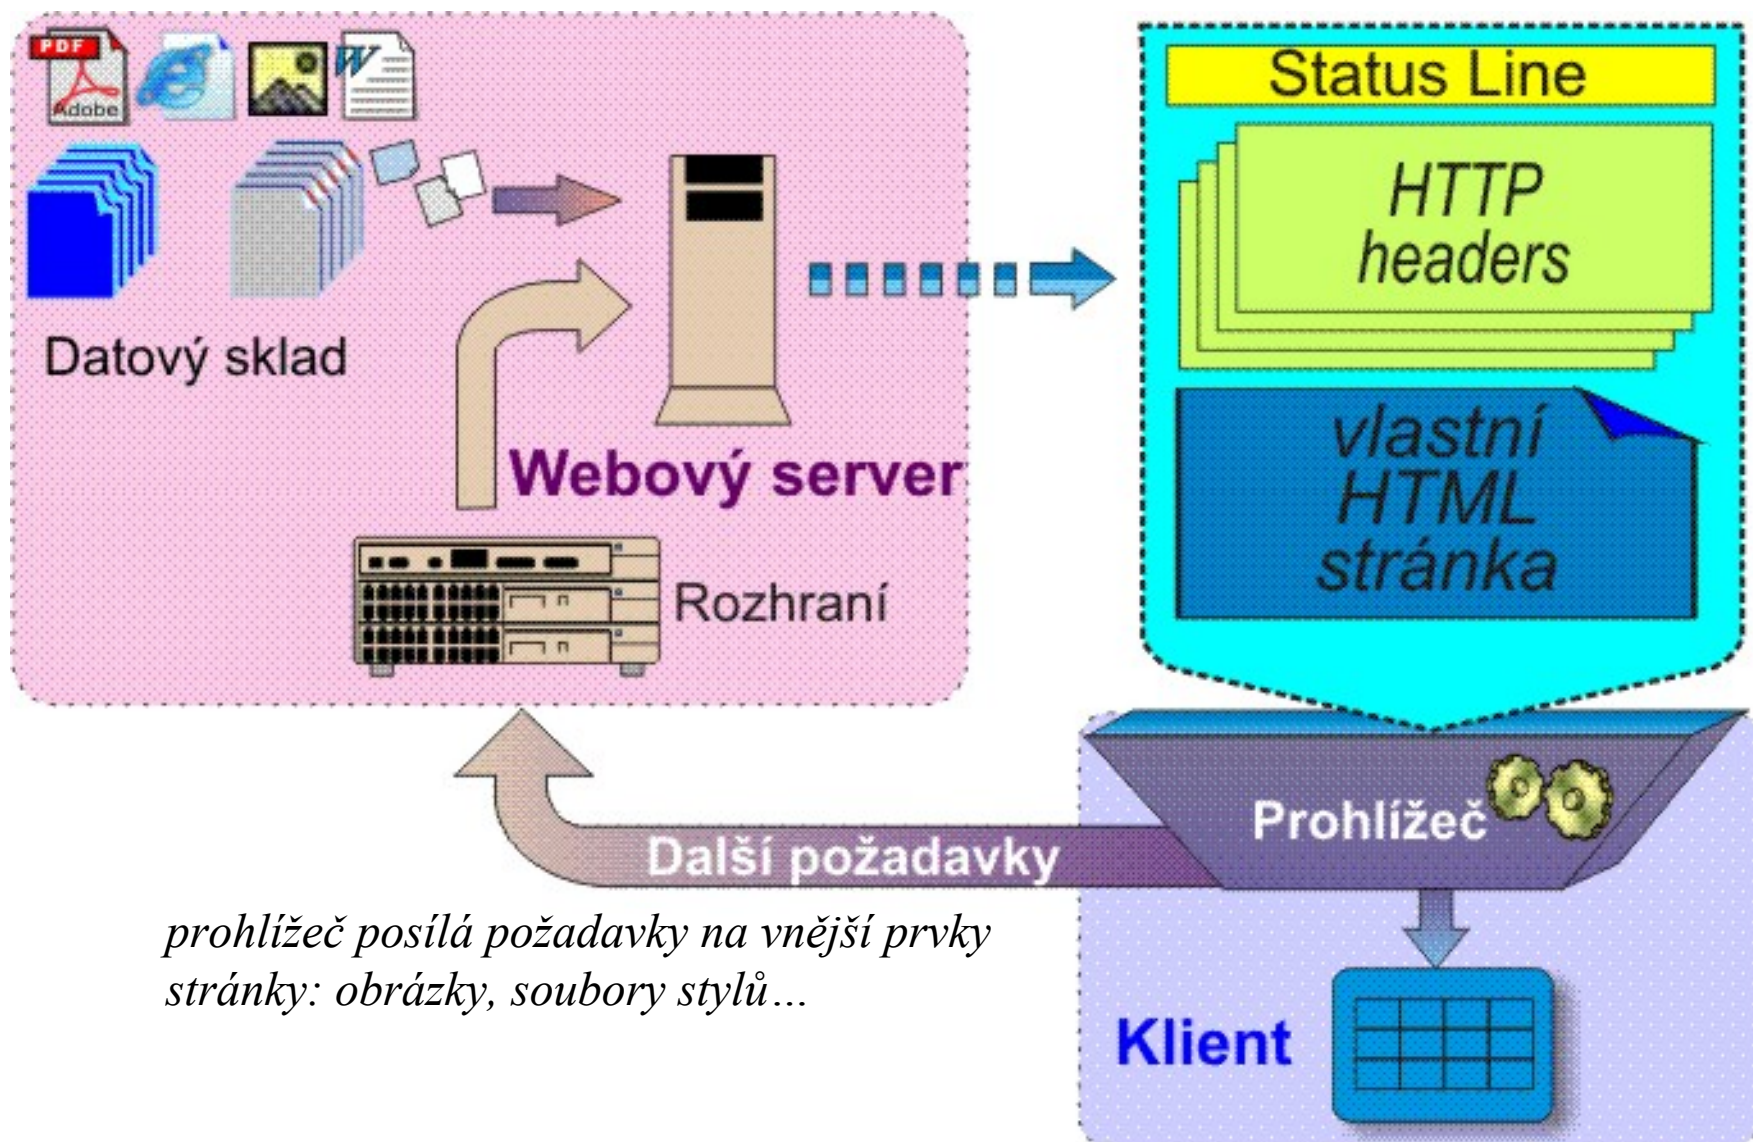 PDF
Adobe
W
Datový sklad
Webový server
Rozhraní
Status Line
HTTP
headers
vlastní
HTML
stránka
Prohlížeč
Další požadavky
prohlížeč posílá požadavky na vnější prvky
stránky: obrázky, soubory stylů…
Klient